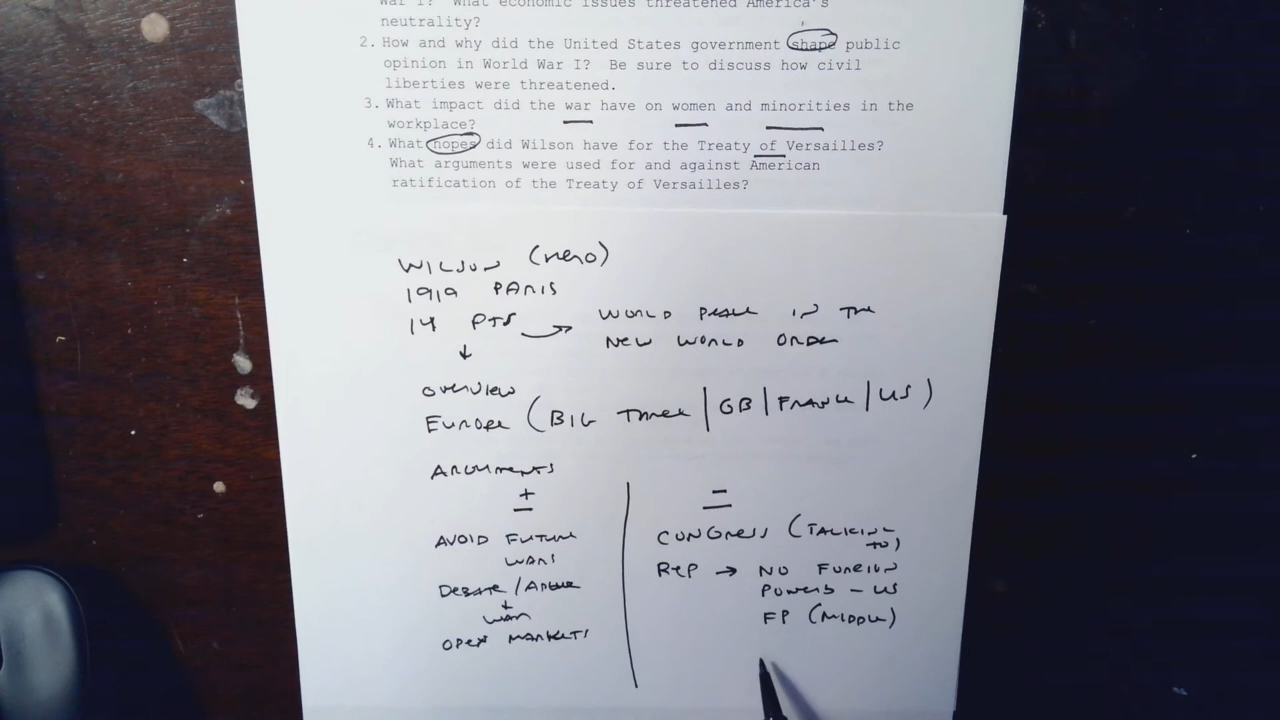 War I? What economic issues threatened America's
neutrality?
2. How and why did the United States government shape public
opinion in World War I? Be sure to discuss how civil
liberties were threatened.
3. What impact did the war have on women and minorities in the
workplace?
4. What hopes did Wilson have for the Treaty of Versailles?
What arguments were used for and against American
ratification of the Treaty of Versailles?
WILSON (HERO)
1919 PARIS
14 PTS → WORLD PEACE IN THE
NEW WORLD ORDER
↓
OVERVIEW
EUROPE (BIG THREE | GB | FRANCE | US)
ARGUMENTS
+
AVOID FUTURE
WARS
DEBATE / ARGUE
↓
WAR
OPEN MARKETS
–
CONGRESS (TALKING
TO)
REP → NO FOREIGN
POWERS - US
FP (MIDDLE)